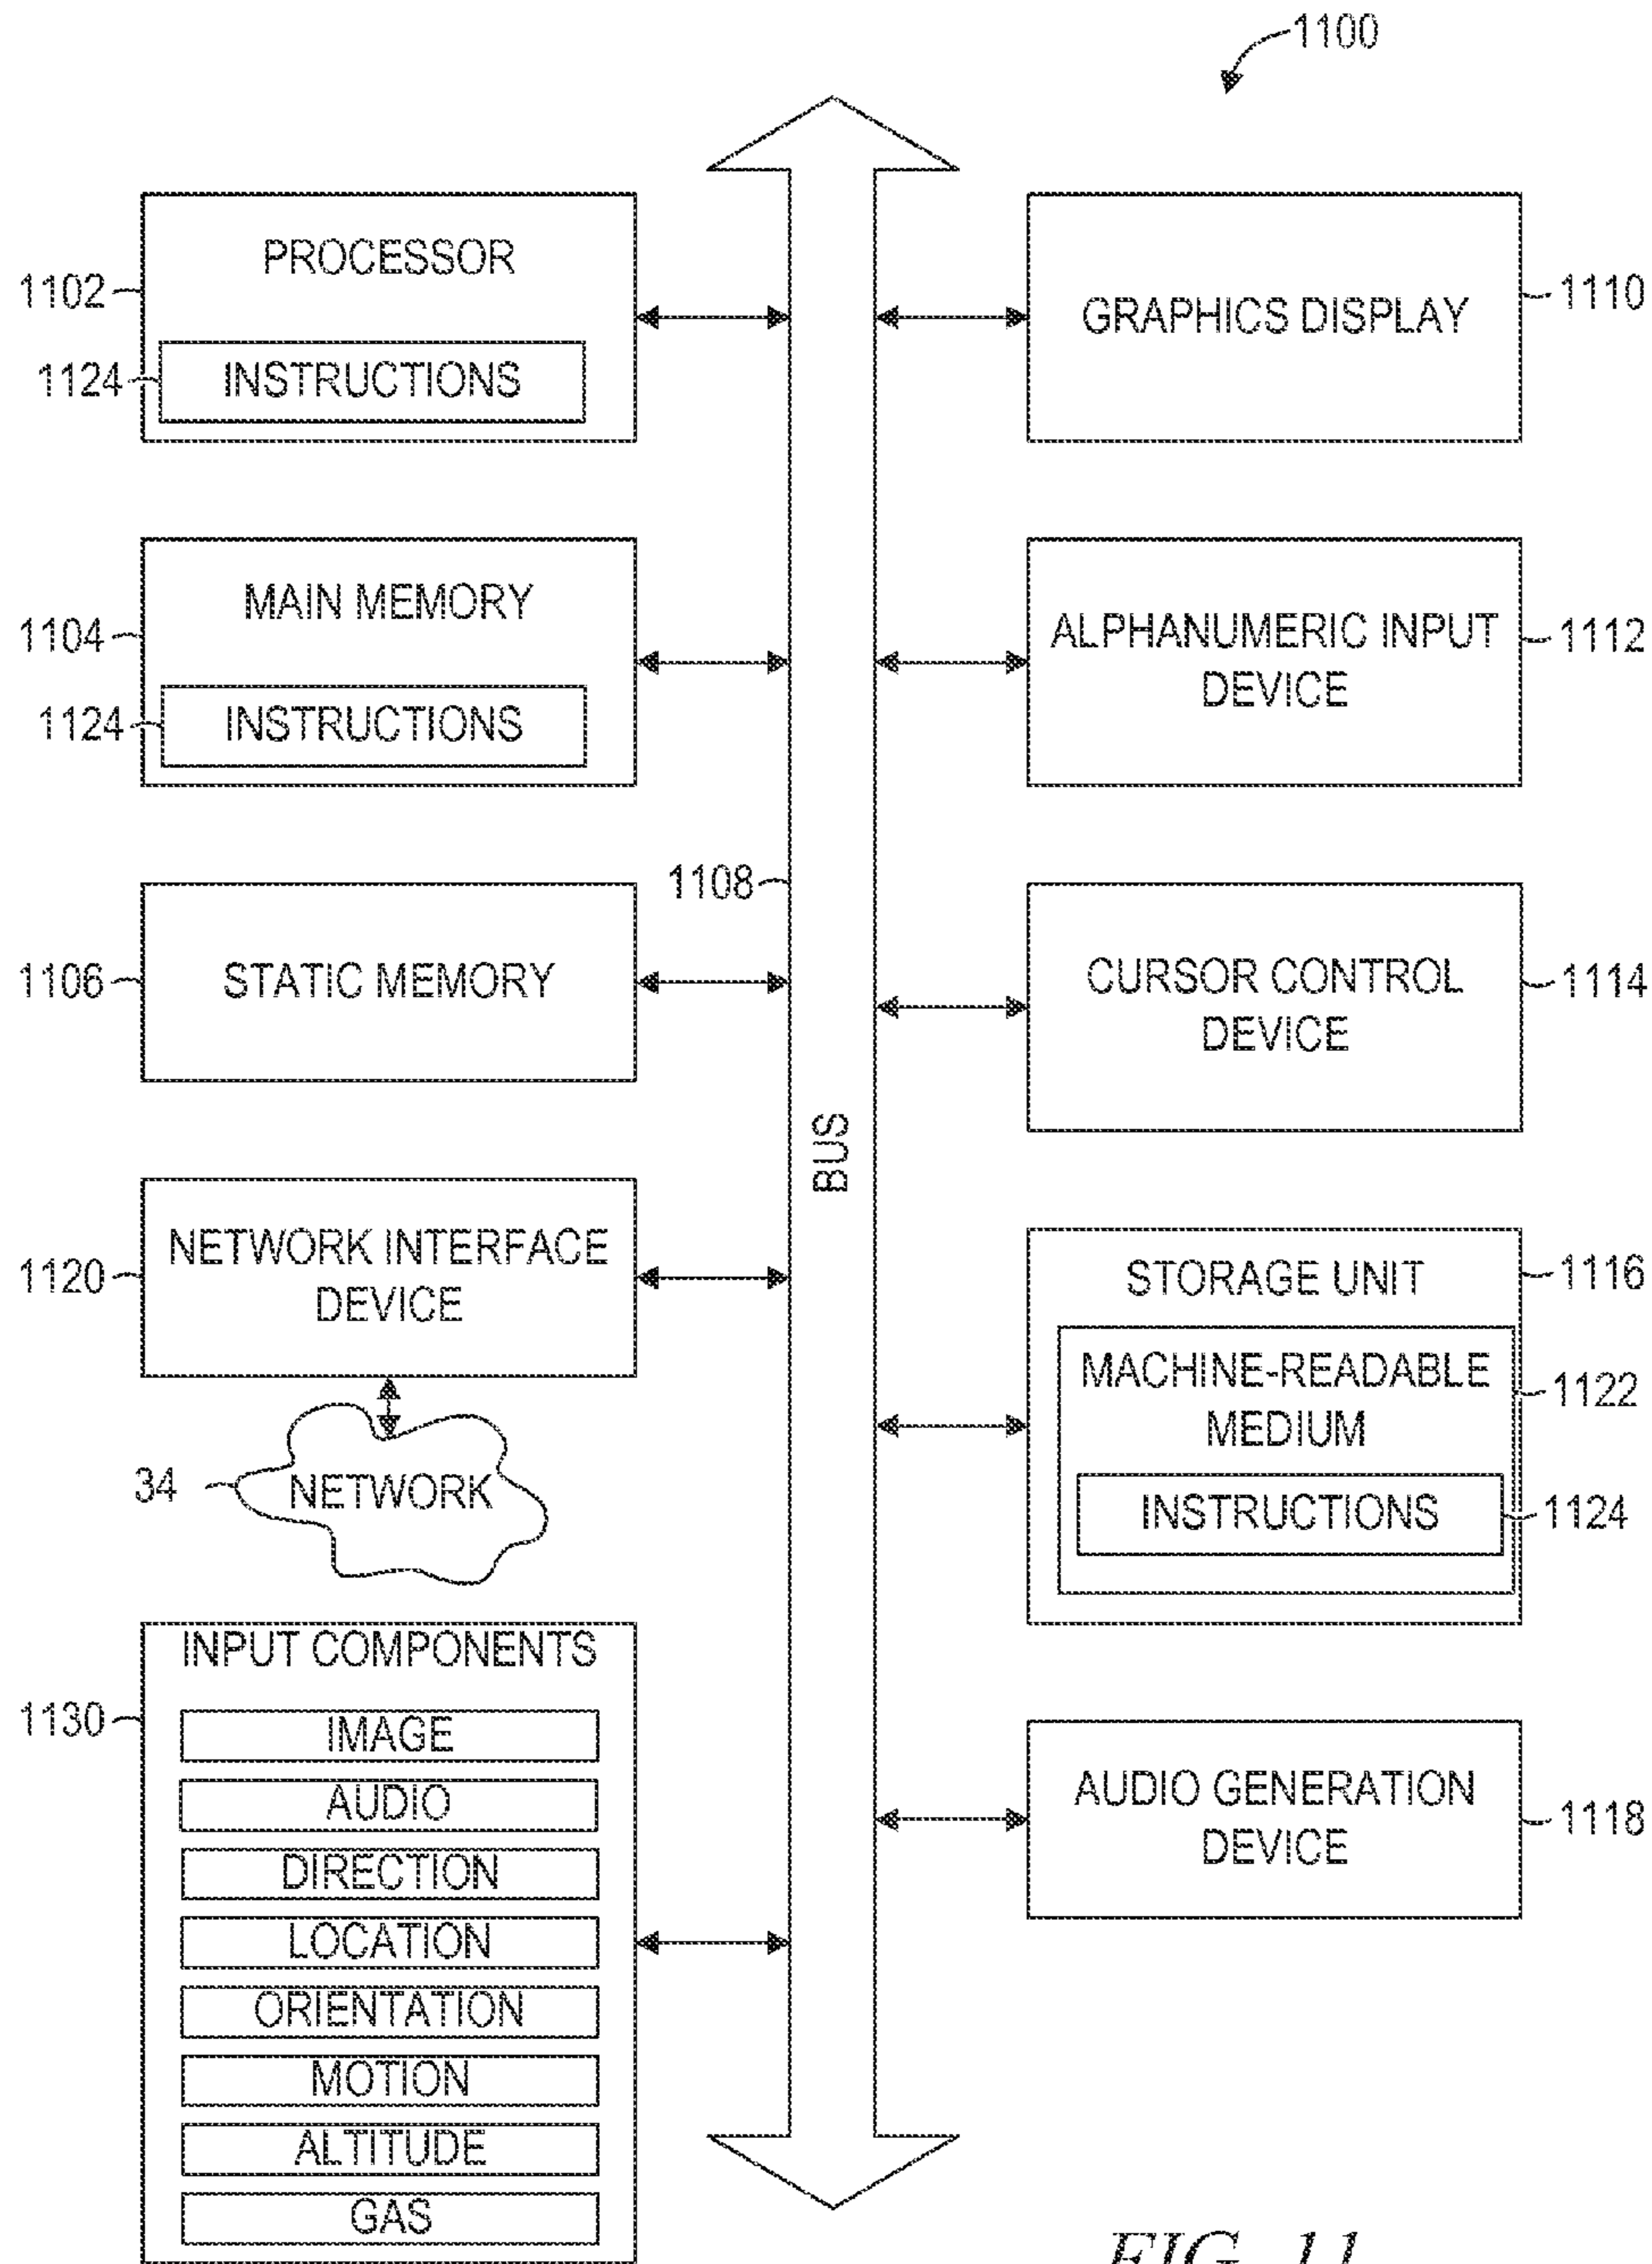 1100
PROCESSOR
1102
1124
INSTRUCTIONS
MAIN MEMORY
1104
1124
INSTRUCTIONS
1106
STATIC MEMORY
1120
NETWORK INTERFACE
DEVICE
34
NETWORK
INPUT COMPONENTS
1130
IMAGE
AUDIO
DIRECTION
LOCATION
ORIENTATION
MOTION
ALTITUDE
GAS
1108
BUS
GRAPHICS DISPLAY
1110
ALPHANUMERIC INPUT
DEVICE
1112
CURSOR CONTROL
DEVICE
1114
STORAGE UNIT
1116
MACHINE-READABLE
MEDIUM
1122
INSTRUCTIONS
1124
AUDIO GENERATION
DEVICE
1118
FIG. 11